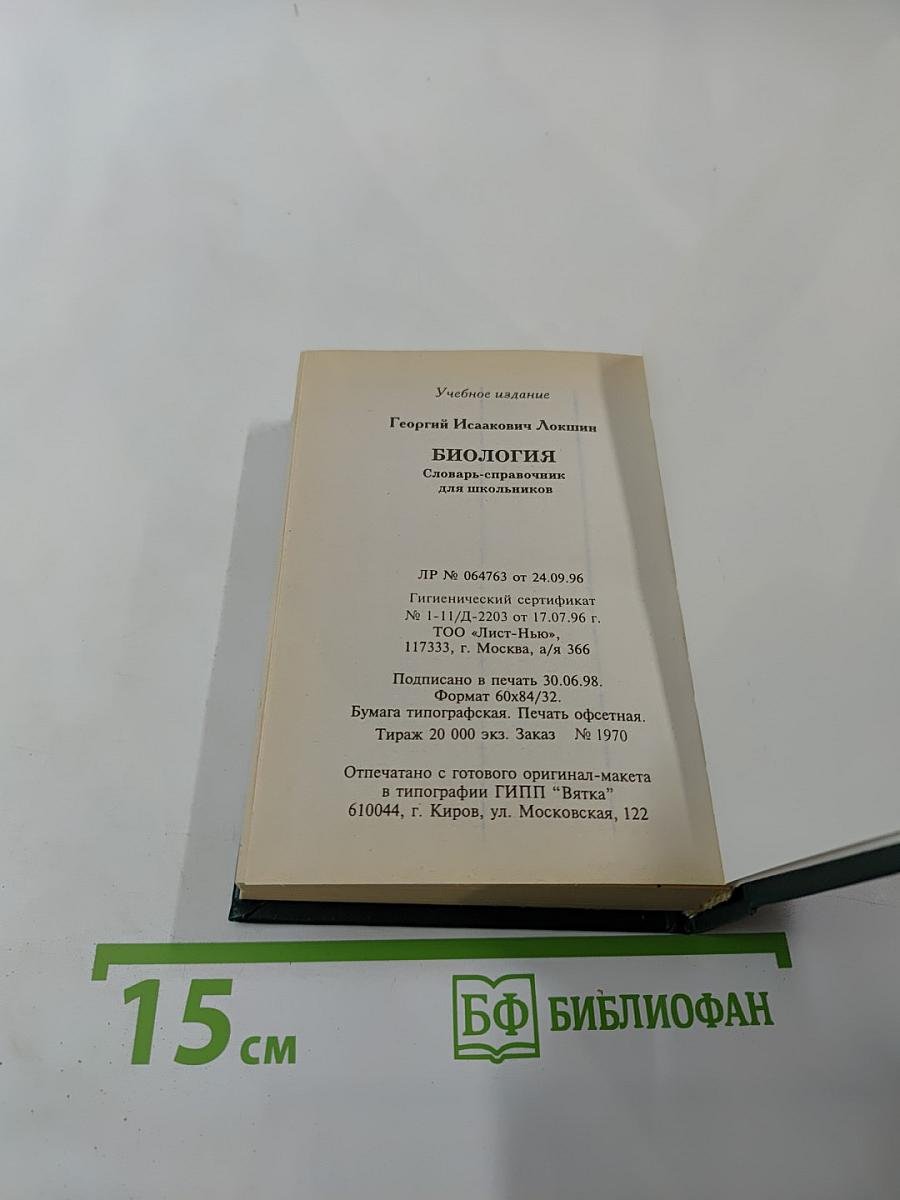 Учебное издание
Георгий Исаакович Локшин
БИОЛОГИЯ
Словарь-справочник
для школьников
ЛР № 064763 от 24.09.96
Гигиенический сертификат
№ 1-11/Д-2203 от 17.07.96 г.
ТОО «Лист-Нью»,
117333, г. Москва, а/я 366
Подписано в печать 30.06.98.
Формат 60x84/32.
Бумага типографская. Печать офсетная.
Тираж 20 000 экз. Заказ № 1970
Отпечатано с готового оригинал-макета
в типографии ГИПП "Вятка"
610044, г. Киров, ул. Московская, 122
15 см
БФ БИБЛИОФАН